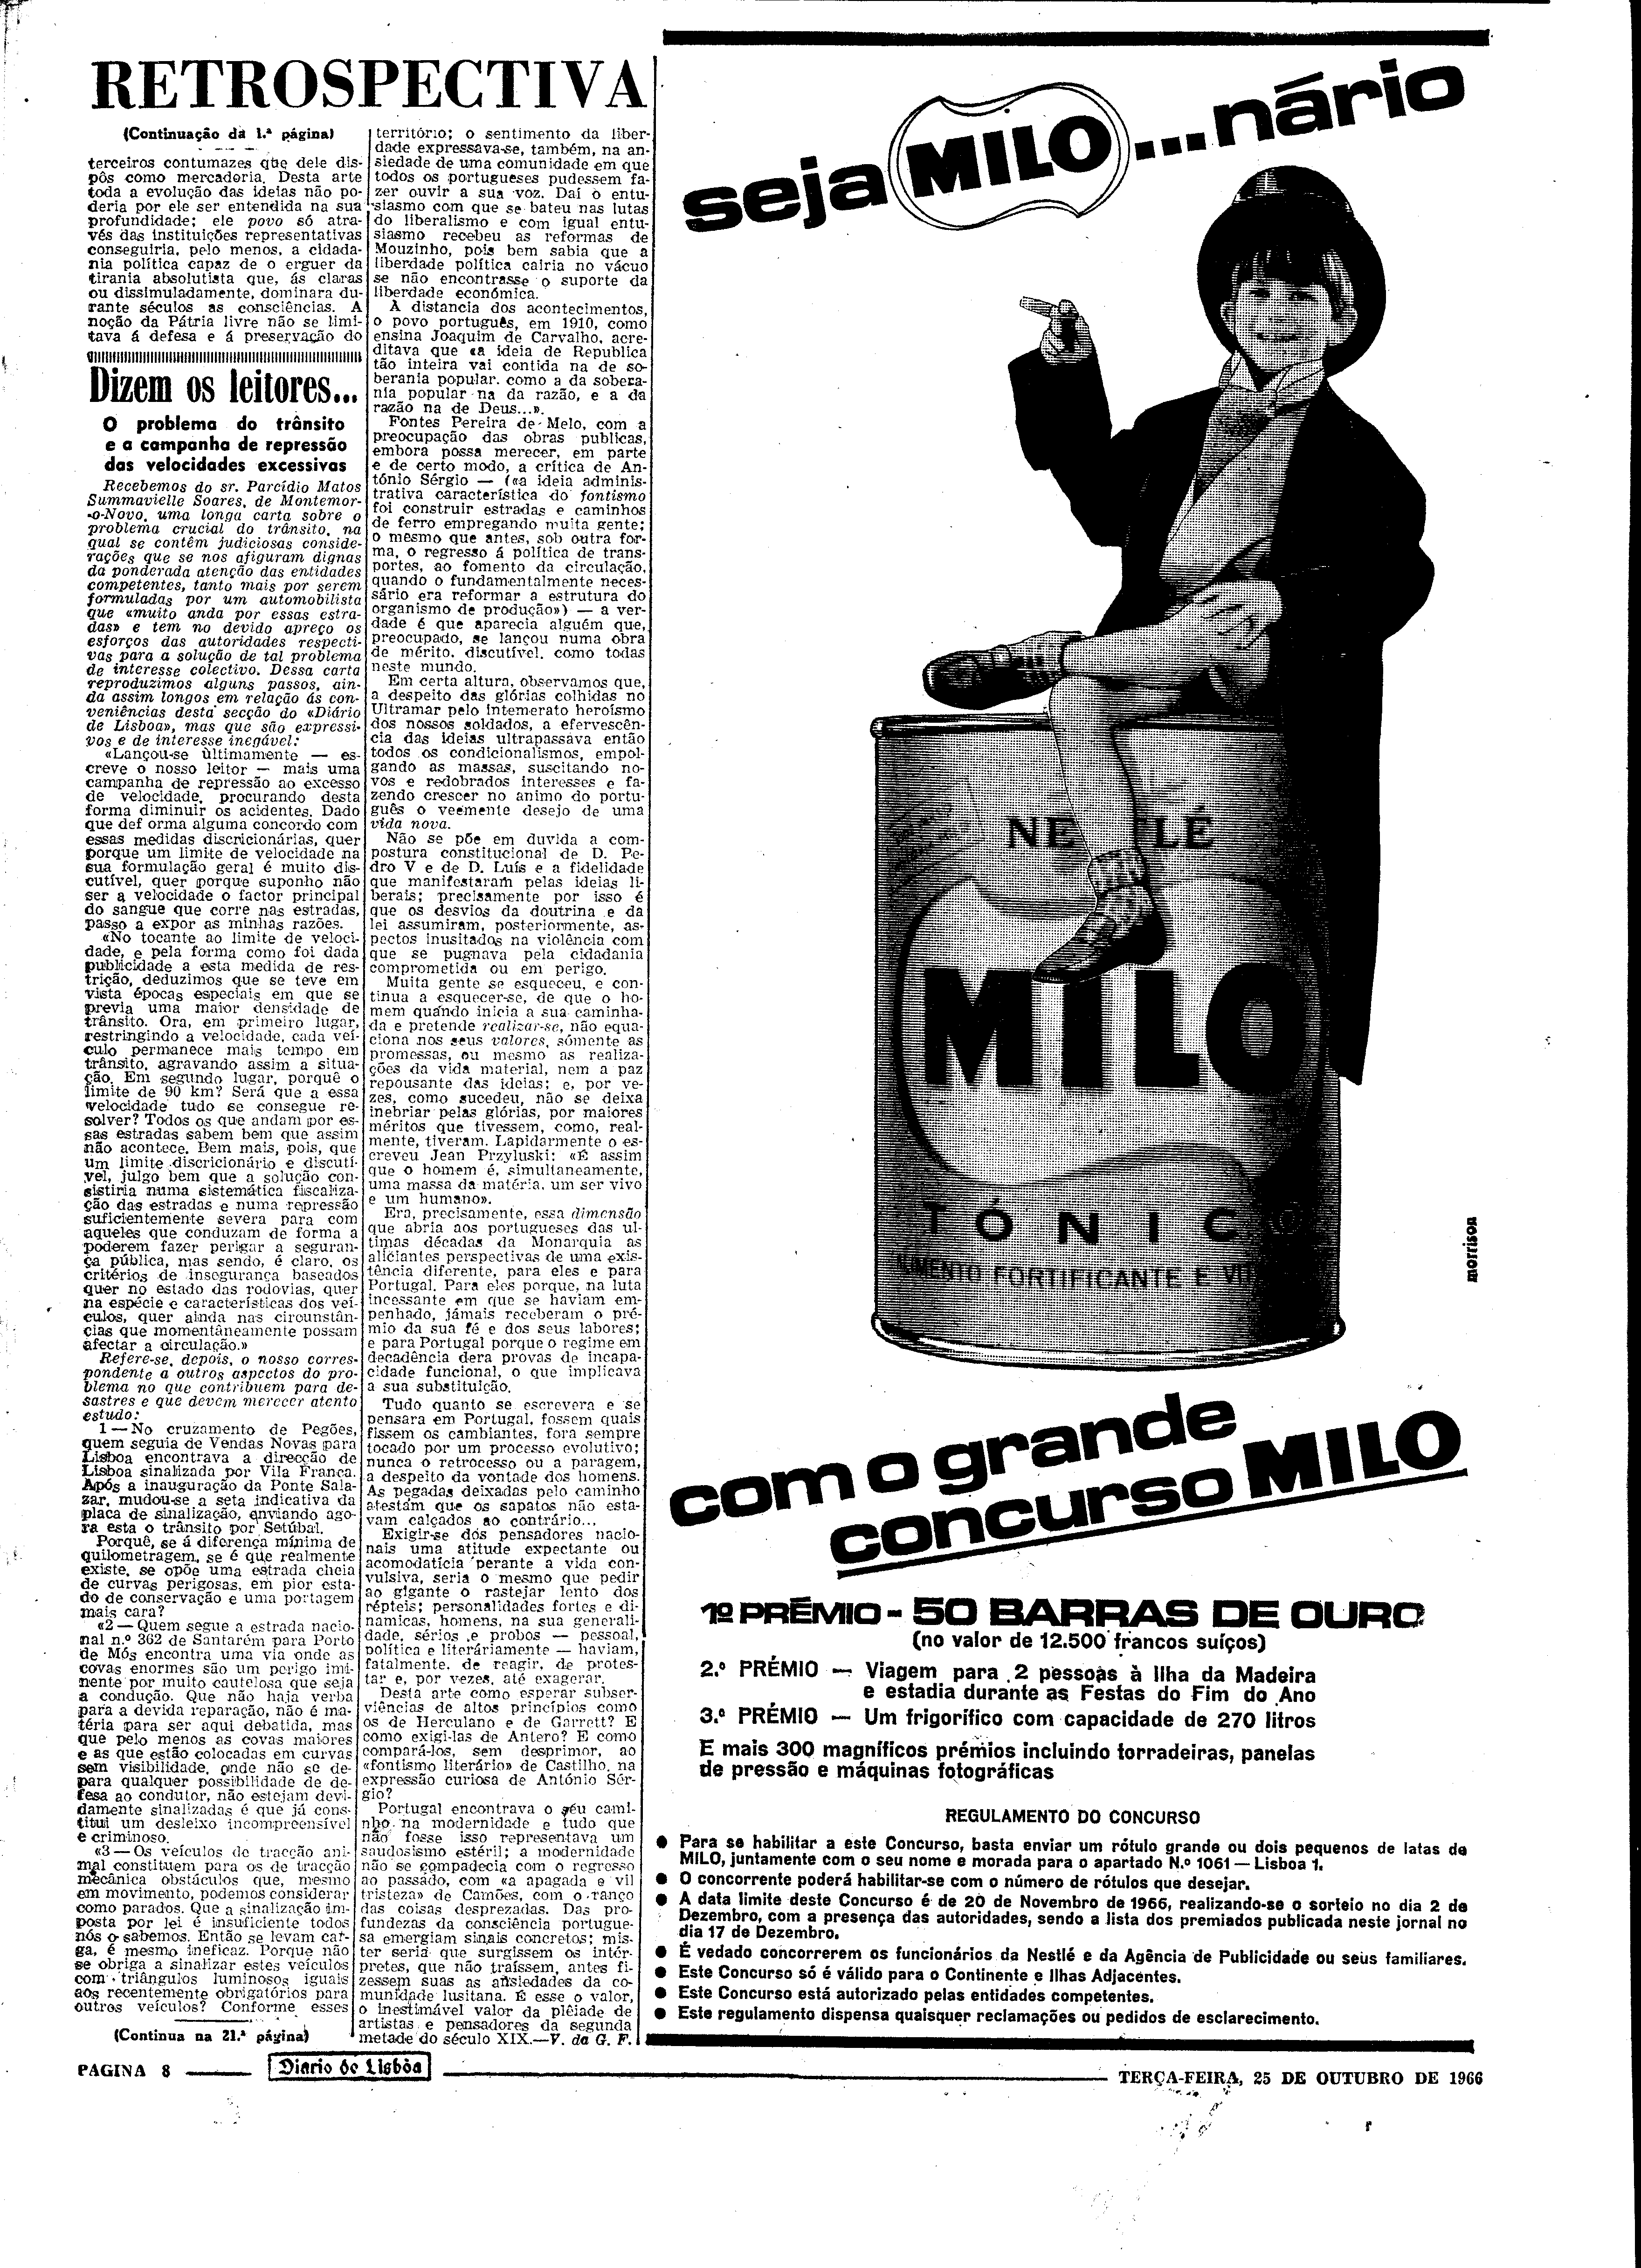 RETROSPECTIVA
(Continuação da 1.ª página)
terceiros contumazes que dele dis-
pôs como mercadoria. Desta arte
toda a evolução das ideias não po-
deria por ele ser entendida na sua
profundidade; ele povo só atra-
vés das instituições representativas
conseguiria, pelo menos, a cidada-
nia política capaz de o erguer da
tirania absolutista que, ás claras
ou dissimuladamente, dominara du-
rante séculos as consciências. A
noção da Pátria livre não se limi-
tava á defesa e á preservação do
Dizem os leitores...
O problema do trânsito
e a campanha de repressão
das velocidades excessivas
Recebemos do sr. Parcídio Matos
Summavielle Soares, de Montemor-
-o-Novo, uma longa carta sobre o
problema crucial do trânsito, na
qual se contêm judiciosas conside-
rações que se nos afiguram dignas
da ponderada atenção das entidades
competentes, tanto mais por serem
formuladas por um automobilista
que «muito anda por essas estra-
das» e tem no devido apreço os
esforços das autoridades respecti-
vas para a solução de tal problema
de interesse colectivo. Dessa carta
reproduzimos alguns passos, ain-
da assim longos em relação ás con-
veniências desta secção do «Diário
de Lisboa», mas que são expressi-
vos e de interesse inegável:
«Lançou-se ùltimamente — es-
creve o nosso leitor — mais uma
campanha de repressão ao excesso
de velocidade, procurando desta
forma diminuir os acidentes. Dado
que def orma alguma concordo com
essas medidas discricionárias, quer
porque um limite de velocidade na
sua formulação geral é muito dis-
cutível, quer porque suponho não
ser a velocidade o factor principal
do sangue que corre nas estradas,
passo a expor as minhas razões.
«No tocante ao limite de veloci-
dade, e pela forma como foi dada
publicidade a esta medida de res-
trição, deduzimos que se teve em
vista épocas especiais em que se
previa uma maior densidade de
trânsito. Ora, em primeiro lugar,
restringindo a velocidade, cada veí-
culo permanece mais tempo em
trânsito, agravando assim a situa-
ção. Em segundo lugar, porquê o
limite de 90 km? Será que a essa
velocidade tudo se consegue re-
solver? Todos os que andam por es-
sas estradas sabem bem que assim
não acontece. Bem mais, pois, que
um limite discricionário e discutí-
vel, julgo bem que a solução con-
sistiria numa sistemática fiscaliza-
ção das estradas e numa repressão
suficientemente severa para com
aqueles que conduzam de forma a
poderem fazer perigar a seguran-
ça pública, mas sendo, é claro, os
critérios de insegurança baseados
quer no estado das rodovias, quer
na espécie e características dos veí-
culos, quer ainda nas circunstân-
cias que momentâneamente possam
afectar a circulação.»
Refere-se, depois, o nosso corres-
pondente a outros aspectos do pro-
blema no que contribuem para de-
sastres e que devem merecer atento
estudo:
1—No cruzamento de Pegões,
quem seguia de Vendas Novas para
Lisboa encontrava a direcção de
Lisboa sinalizada por Vila Franca.
Após a inauguração da Ponte Sala-
zar, mudou-se a seta indicativa da
placa de sinalização, enviando ago-
ra esta o trânsito por Setúbal.
Porquê, se á diferença mínima de
quilometragem, se é que realmente
existe, se opõe uma estrada cheia
de curvas perigosas, em pior esta-
do de conservação e uma portagem
mais cara?
«2 — Quem segue a estrada nacio-
nal n.º 362 de Santarém para Porto
de Mós encontra uma via onde as
covas enormes são um perigo imi-
nente por muito cautelosa que seja
a condução. Que não haja verba
para a devida reparação, não é ma-
téria para ser aqui debatida, mas
que pelo menos as covas maiores
e as que estão colocadas em curvas
sem visibilidade, onde não se de-
para qualquer possibilidade de de-
fesa ao condutor, não estejam devi-
damente sinalizadas é que já cons-
titui um desleixo incompreensível
e criminoso.
«3 — Os veículos de tracção ani-
mal constituem para os de tracção
mecânica obstáculos que, mesmo
em movimento, podemos considerar
como parados. Que a sinalização im-
posta por lei é insuficiente todos
nós o sabemos. Então se levam car-
ga, é mesmo ineficaz. Porque não
se obriga a sinalizar estes veículos
com triângulos luminosos iguais
aos recentemente obrigatórios para
outros veículos? Conforme esses
(Continua na 21.ª página)
território; o sentimento da liber-
dade expressava-se, também, na an-
siedade de uma comunidade em que
todos os portugueses pudessem fa-
zer ouvir a sua voz. Daí o entu-
siasmo com que se bateu nas lutas
do liberalismo e com igual entu-
siasmo recebeu as reformas de
Mouzinho, pois bem sabia que a
liberdade política cairia no vácuo
se não encontrasse o suporte da
liberdade económica.
A distancia dos acontecimentos,
o povo português, em 1910, como
ensina Joaquim de Carvalho, acre-
ditava que «a ideia de Republica
tão inteira vai contida na de so-
berania popular. como a da sobera-
nia popular na da razão, e a da
razão na de Deus...».
Fontes Pereira de Melo, com a
preocupação das obras publicas,
embora possa merecer, em parte
e de certo modo, a crítica de An-
tónio Sérgio — («a ideia adminis-
trativa característica do fontismo
foi construir estradas e caminhos
de ferro empregando muita gente;
o mesmo que antes, sob outra for-
ma, o regresso á política de trans-
portes, ao fomento da circulação,
quando o fundamentalmente neces-
sário era reformar a estrutura do
organismo de produção») — a ver-
dade é que aparecia alguém que,
preocupado, se lançou numa obra
de mérito, discutível, como todas
neste mundo.
Em certa altura, observamos que,
a despeito das glórias colhidas no
Ultramar pelo intemerato heroísmo
dos nossos soldados, a efervescên-
cia das ideias ultrapassava então
todos os condicionalismos, empol-
gando as massas, suscitando no-
vos e redobrados interesses e fa-
zendo crescer no animo do portu-
guês o veemente desejo de uma
vida nova.
Não se põe em duvida a com-
postura constitucional de D. Pe-
dro V e de D. Luís e a fidelidade
que manifestaram pelas ideias li-
berais; precisamente por isso é
que os desvios da doutrina e da
lei assumiram, posteriormente, as-
pectos inusitados na violência com
que se pugnava pela cidadania
comprometida ou em perigo.
Muita gente se esqueceu, e con-
tinua a esquecer-se, de que o ho-
mem quando inicia a sua caminha-
da e pretende realizar-se, não equa-
ciona nos seus valores, sòmente as
promessas, ou mesmo as realiza-
ções da vida material, nem a paz
repousante das ideias; e, por ve-
zes, como sucedeu, não se deixa
inebriar pelas glórias, por maiores
méritos que tivessem, como, real-
mente, tiveram. Lapidarmente o es-
creveu Jean Przyluski: «É assim
que o homem é, simultaneamente,
uma massa da matéria, um ser vivo
e um humano».
Era, precisamente, essa dimensão
que abria aos portugueses das ul-
timas décadas da Monarquia as
aliciantes perspectivas de uma exis-
tência diferente, para eles e para
Portugal. Para eles porque, na luta
incessante em que se haviam em-
penhado, jámais receberam o pré-
mio da sua fé e dos seus labores;
e para Portugal porque o regime em
decadência dera provas de incapa-
cidade funcional, o que implicava
a sua substituição.
Tudo quanto se escrevera e se
pensara em Portugal, fossem quais
fissem os cambiantes, fora sempre
tocado por um processo evolutivo;
nunca o retrocesso ou a paragem,
a despeito da vontade dos homens.
As pegadas deixadas pelo caminho
atestam que os sapatos não esta-
vam calçados ao contrário...
Exigir-se dos pensadores nacio-
nais uma atitude expectante ou
acomodatícia perante a vida con-
vulsiva, seria o mesmo que pedir
ao gigante o rastejar lento dos
répteis; personalidades fortes e di-
namicas, homens, na sua generali-
dade, sérios e probos — pessoal,
política e literáriamente — haviam,
fatalmente, de reagir, de protes-
tar e, por vezes, até exagerar.
Desta arte como esperar subser-
viências de altos princípios como
os de Herculano e de Garrett? E
como exigi-las de Antero? E como
compará-los, sem desprimor, ao
«fontismo literário» de Castilho, na
expressão curiosa de António Sér-
gio?
Portugal encontrava o seu cami-
nho na modernidade e tudo que
não fosse isso representava um
saudosismo estéril; a modernidade
não se compadecia com o regresso
ao passado, com «a apagada e vil
tristeza» de Camões, com o ranço
das coisas desprezadas. Das pro-
fundezas da consciência portugue-
sa emergiam sinais concretos; mis-
ter seria que surgissem os intér-
pretes, que não traíssem, antes fi-
zessem suas as ansiedades da co-
munidade lusitana. É esse o valor,
o inestimável valor da plêiade de
artistas e pensadores da segunda
metade do século XIX.—V. da G. F.
seja MILO...nário
NE LÉ
MILO
TÓNICO
FORTIFICANTE E
morrison
com o grande
concurso MILO
1º PRÉMIO - 50 BARRAS DE OURO
(no valor de 12.500 francos suíços)
2.º PRÉMIO — Viagem para 2 pessoas à Ilha da Madeira
e estadia durante as Festas do Fim do Ano
3.º PRÉMIO — Um frigorífico com capacidade de 270 litros
E mais 300 magníficos prémios incluindo torradeiras, panelas
de pressão e máquinas fotográficas
REGULAMENTO DO CONCURSO
● Para se habilitar a este Concurso, basta enviar um rótulo grande ou dois pequenos de latas de
MILO, juntamente com o seu nome e morada para o apartado N.º 1061 — Lisboa 1.
● O concorrente poderá habilitar-se com o número de rótulos que desejar.
● A data limite deste Concurso é de 20 de Novembro de 1966, realizando-se o sorteio no dia 2 de
Dezembro, com a presença das autoridades, sendo a lista dos premiados publicada neste jornal no
dia 17 de Dezembro.
● É vedado concorrerem os funcionários da Nestlé e da Agência de Publicidade ou seus familiares.
● Este Concurso só é válido para o Continente e Ilhas Adjacentes.
● Este Concurso está autorizado pelas entidades competentes.
● Este regulamento dispensa quaisquer reclamações ou pedidos de esclarecimento.
PAGINA 8
Diario de Lisbôa
TERÇA-FEIRA, 25 DE OUTUBRO DE 1966